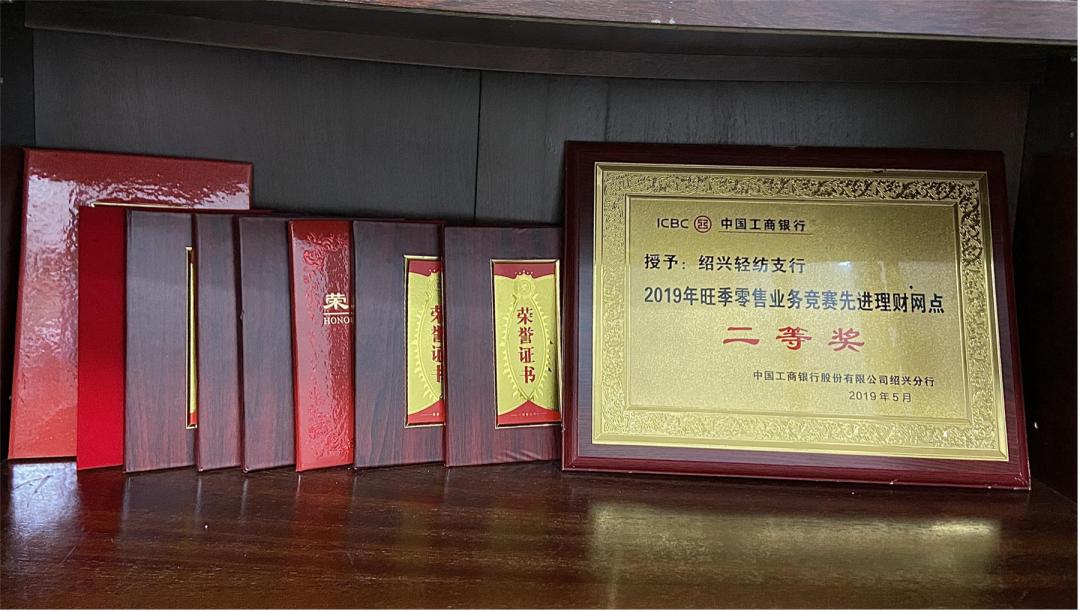 荣
HONO
荣誉证书
荣誉证书
ICBC 中国工商银行
授予：绍兴轻纺支行
2019年旺季零售业务竞赛先进理财网点
二等奖
中国工商银行股份有限公司绍兴分行
2019年5月